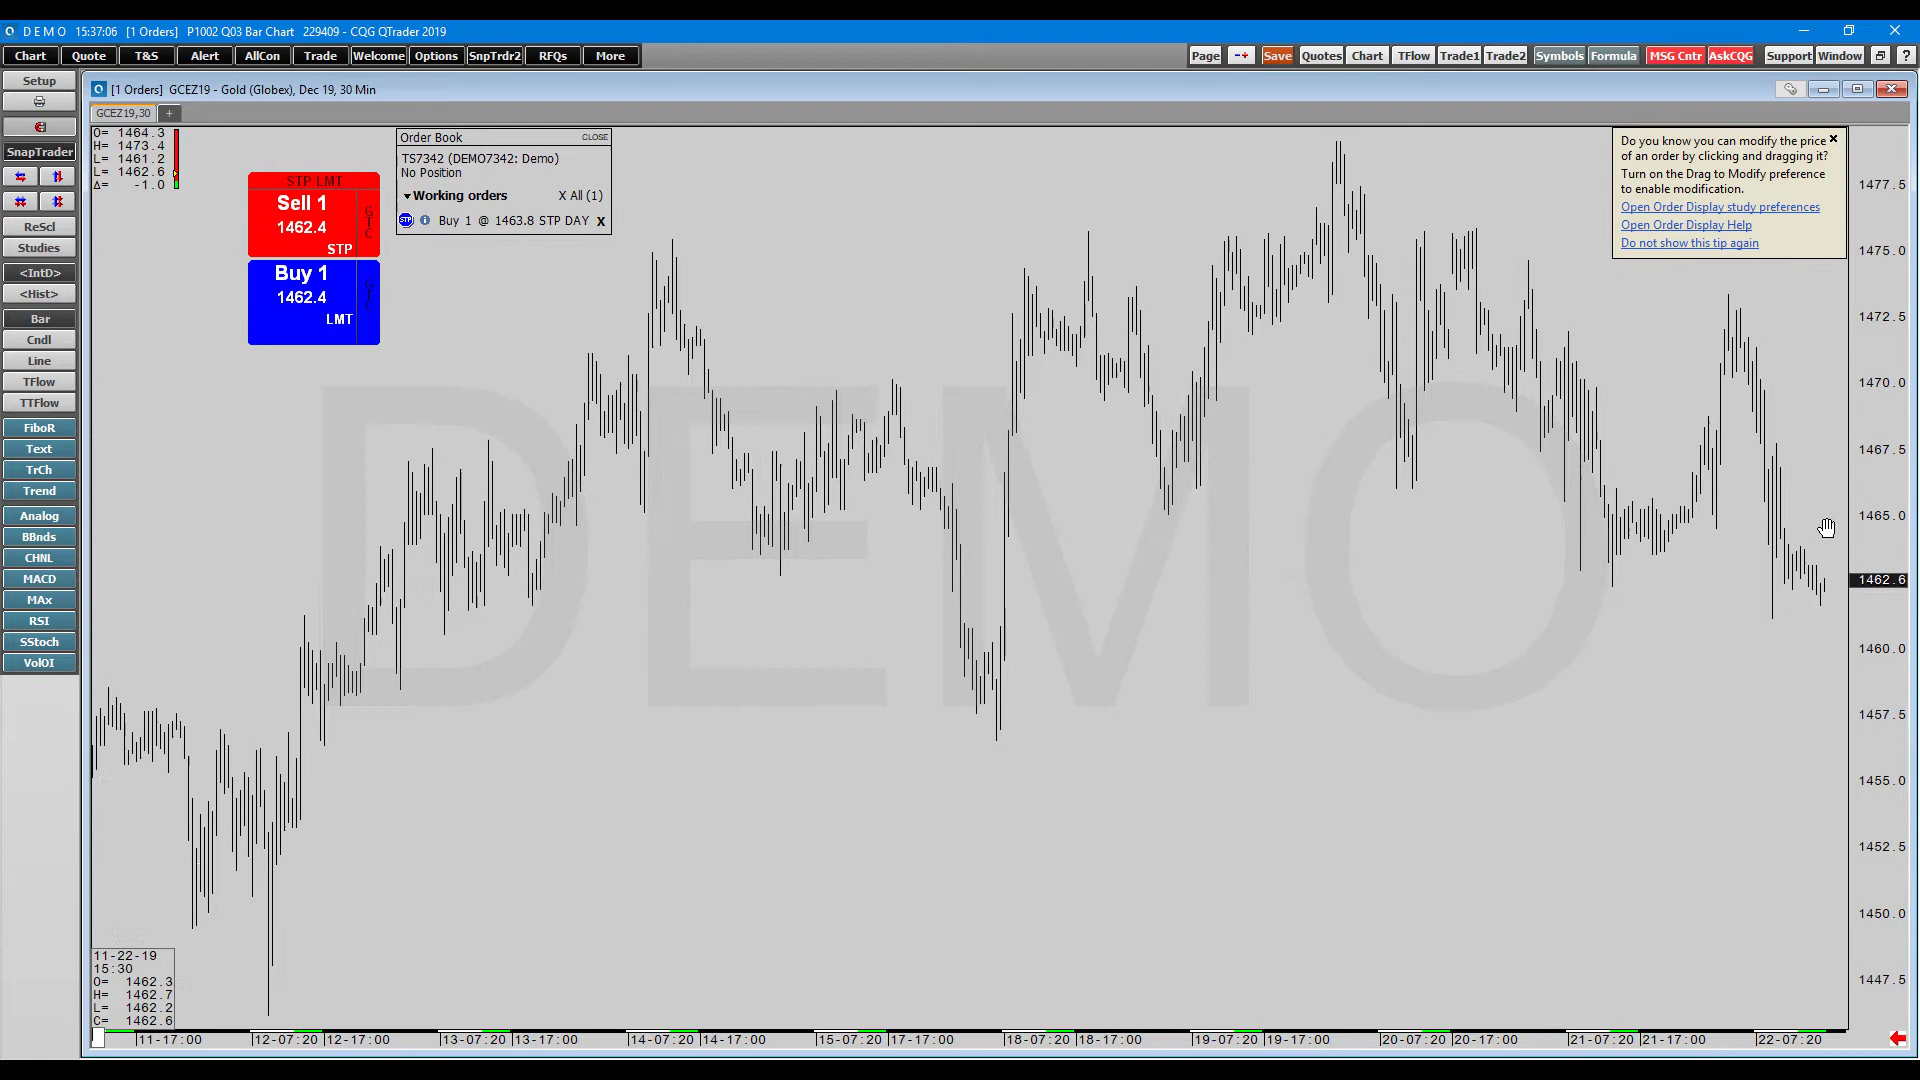 D E M O 15:37:06 [1 Orders] P1002 Q03 Bar Chart 229409 - CQG QTrader 2019
Chart Quote T&S Alert AllCon Trade Welcome Options SnpTrdr2 RFQs More Page -+ Save Quotes Chart TFlow Trade1 Trade2 Symbols Formula MSG Cntr AskCQG Support Window ?
Setup
SnapTrader
ReScl
Studies
<IntD>
<Hist>
Bar
Cndl
Line
TFlow
TTFlow
FiboR
Text
TrCh
Trend
Analog
BBnds
CHNL
MACD
MAx
RSI
SStoch
VolOI
[1 Orders] GCEZ19 - Gold (Globex), Dec 19, 30 Min
GCEZ19,30 +
O= 1464.3
H= 1473.4
L= 1461.2
L= 1462.6
Δ= -1.0
STP LMT
Sell 1
1462.4
STP
GTC
Buy 1
1462.4
LMT
GTC
Order Book CLOSE
TS7342 (DEMO7342: Demo)
No Position
Working orders X All (1)
STP Buy 1 @ 1463.8 STP DAY X
Do you know you can modify the price
of an order by clicking and dragging it?
Turn on the Drag to Modify preference
to enable modification.
Open Order Display study preferences
Open Order Display Help
Do not show this tip again
DEMO
1477.5
1475.0
1472.5
1470.0
1467.5
1465.0
1462.6
1460.0
1457.5
1455.0
1452.5
1450.0
1447.5
11-22-19
15:30
O= 1462.3
H= 1462.7
L= 1462.2
C= 1462.6
11-17:00 12-07:20 12-17:00 13-07:20 13-17:00 14-07:20 14-17:00 15-07:20 17-17:00 18-07:20 18-17:00 19-07:20 19-17:00 20-07:20 20-17:00 21-07:20 21-17:00 22-07:20